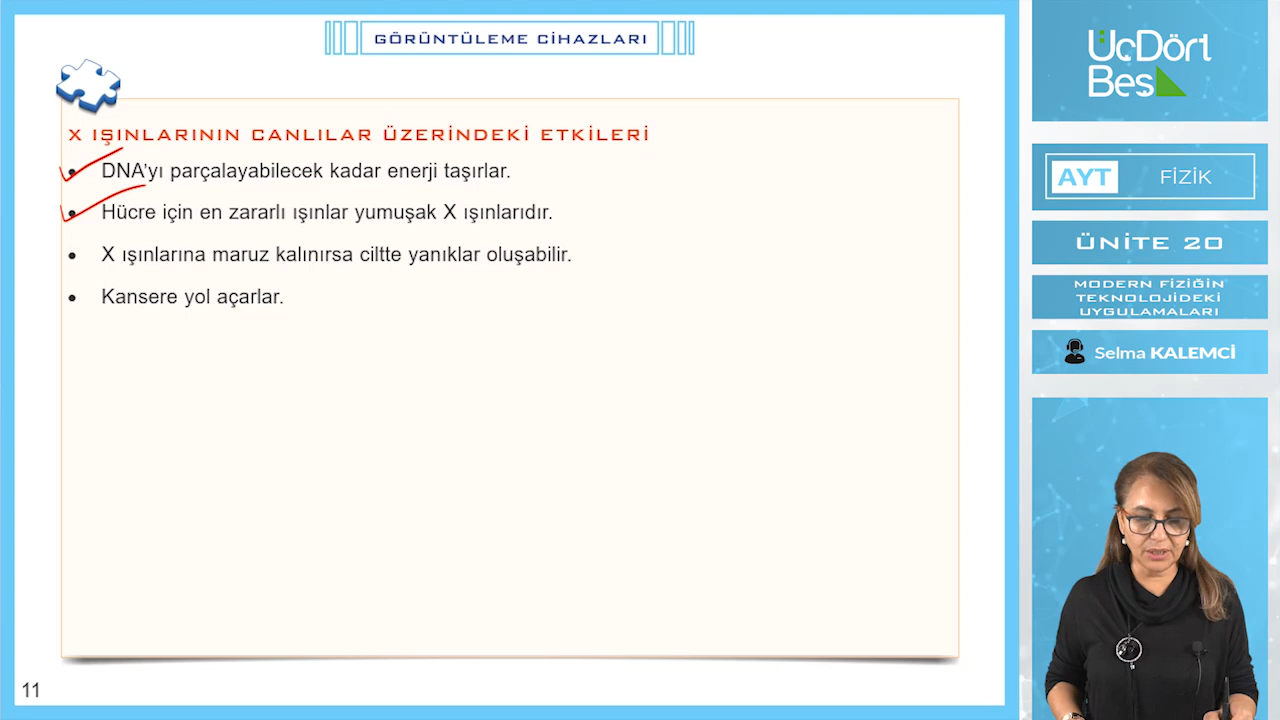 GÖRÜNTÜLEME CİHAZLARI
X IŞINLARININ CANLILAR ÜZERİNDEKİ ETKİLERİ
• DNA'yı parçalayabilecek kadar enerji taşırlar.
• Hücre için en zararlı ışınlar yumuşak X ışınlarıdır.
• X ışınlarına maruz kalınırsa ciltte yanıklar oluşabilir.
• Kansere yol açarlar.
11
ÜçDört
Beş
AYT FİZİK
ÜNİTE 20
MODERN FİZİĞİN
TEKNOLOJİDEKİ
UYGULAMALARI
Selma KALEMCİ